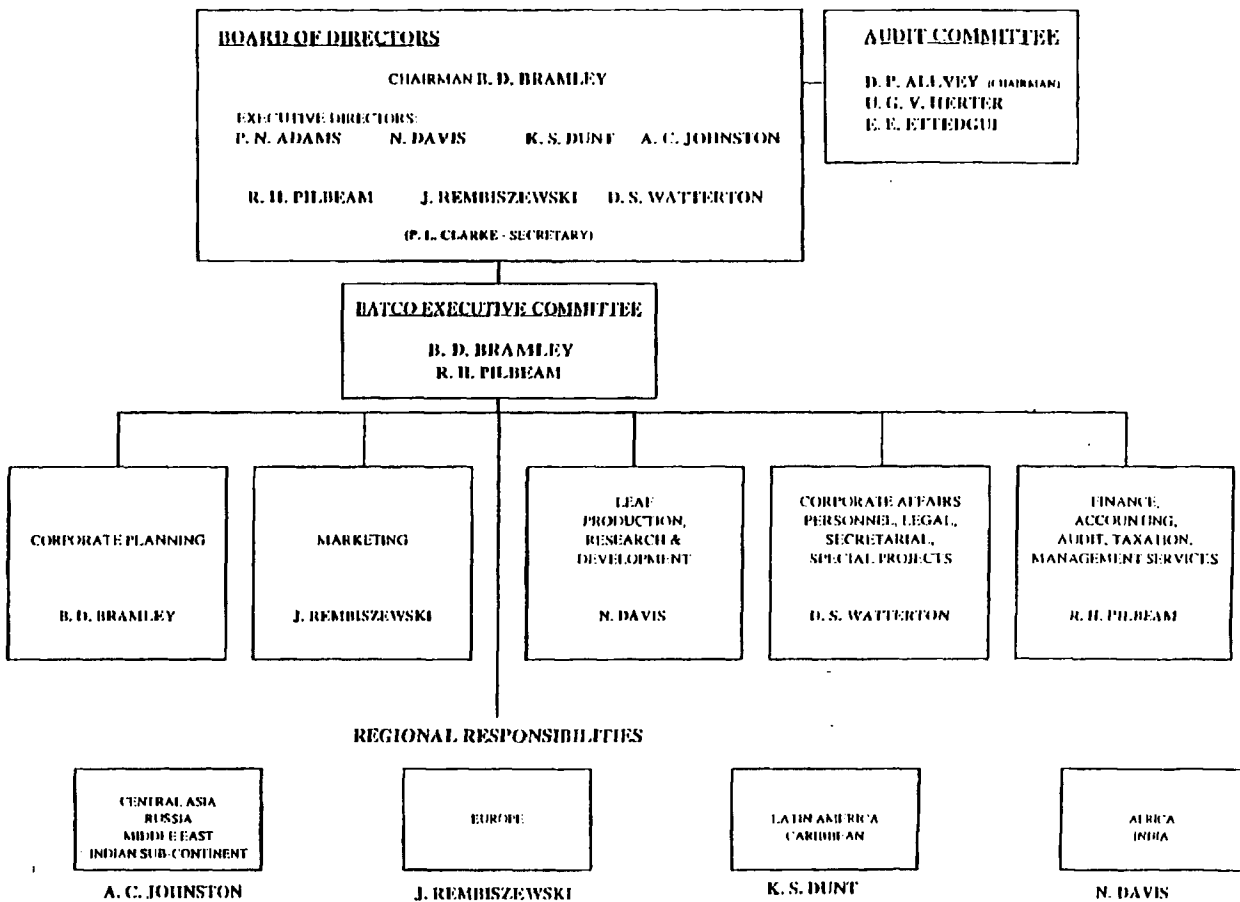 BOARD OF DIRECTORS
CHAIRMAN B. D. BRAMLEY
EXECUTIVE DIRECTORS:
P. N. ADAMS N. DAVIS K. S. DUNT A. C. JOHNSTON
R. H. PILBEAM J. REMBISZEWSKI D. S. WATTERTON
(P. L. CLARKE - SECRETARY)
AUDIT COMMITTEE
D. P. ALLVEY (CHAIRMAN)
U. G. V. HERTER
E. E. ETTEDGUI
BATCO EXECUTIVE COMMITTEE
B. D. BRAMLEY
R. H. PILBEAM
CORPORATE PLANNING
B. D. BRAMLEY
MARKETING
J. REMBISZEWSKI
LEAF
PRODUCTION,
RESEARCH &
DEVELOPMENT
N. DAVIS
CORPORATE AFFAIRS
PERSONNEL, LEGAL,
SECRETARIAL,
SPECIAL PROJECTS
D. S. WATTERTON
FINANCE,
ACCOUNTING,
AUDIT, TAXATION,
MANAGEMENT SERVICES
R. H. PILBEAM
REGIONAL RESPONSIBILITIES
CENTRAL ASIA
RUSSIA
MIDDLE EAST
INDIAN SUB-CONTINENT
A. C. JOHNSTON
EUROPE
J. REMBISZEWSKI
LATIN AMERICA
CARIBBEAN
K. S. DUNT
AFRICA
INDIA
N. DAVIS